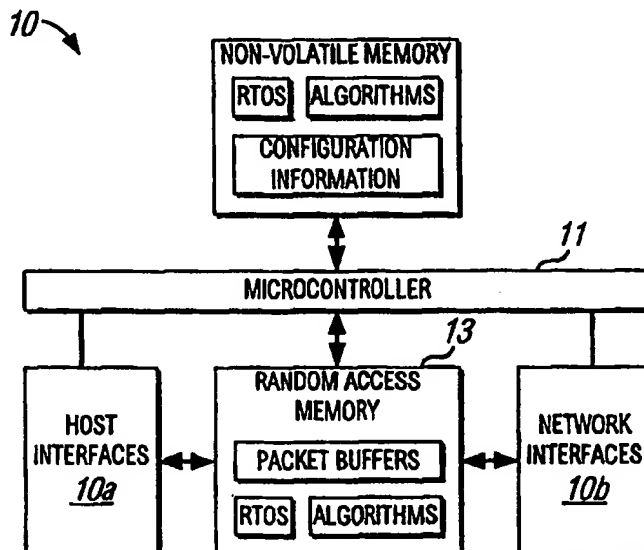 10
NON-VOLATILE MEMORY
RTOS ALGORITHMS
CONFIGURATION
INFORMATION
11
MICROCONTROLLER
13
HOST
INTERFACES
10a
RANDOM ACCESS
MEMORY
PACKET BUFFERS
RTOS ALGORITHMS
NETWORK
INTERFACES
10b